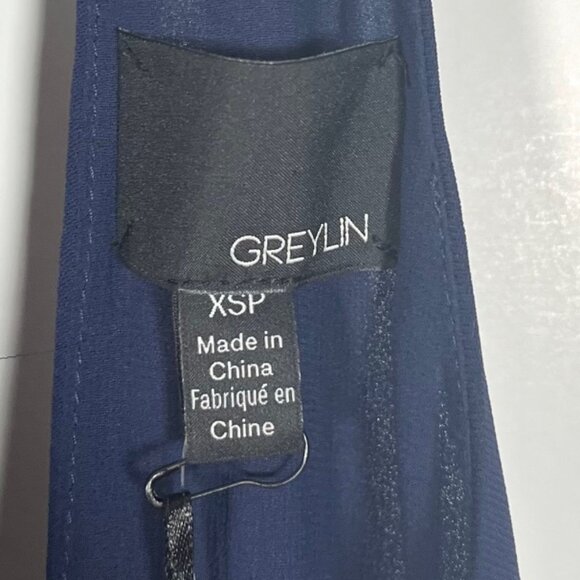 GREYLIN
XSP
Made in
China
Fabriqué en
Chine